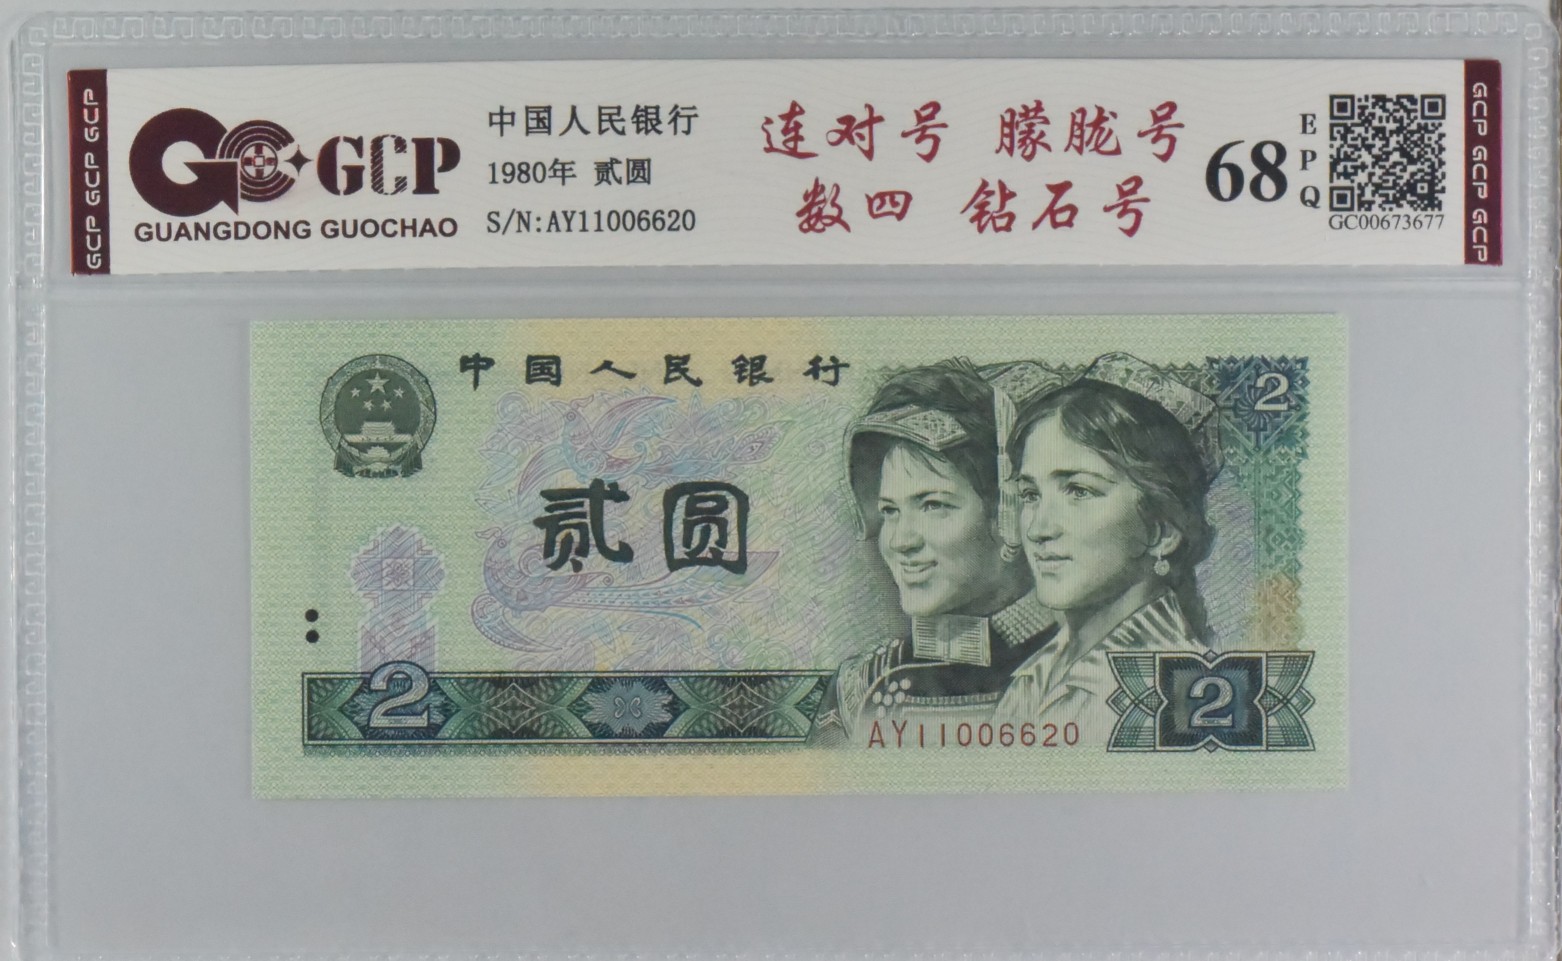 GCP GCP GCP
GCP
GUANGDONG GUOCHAO
中国人民银行
1980年 贰圆
S/N:AY11006620
连对号 朦胧号
数四 钻石号
68
EPQ
GC00673677
GCP GCP GCP
中国人民银行
2
贰圆
2
2
AY11006620